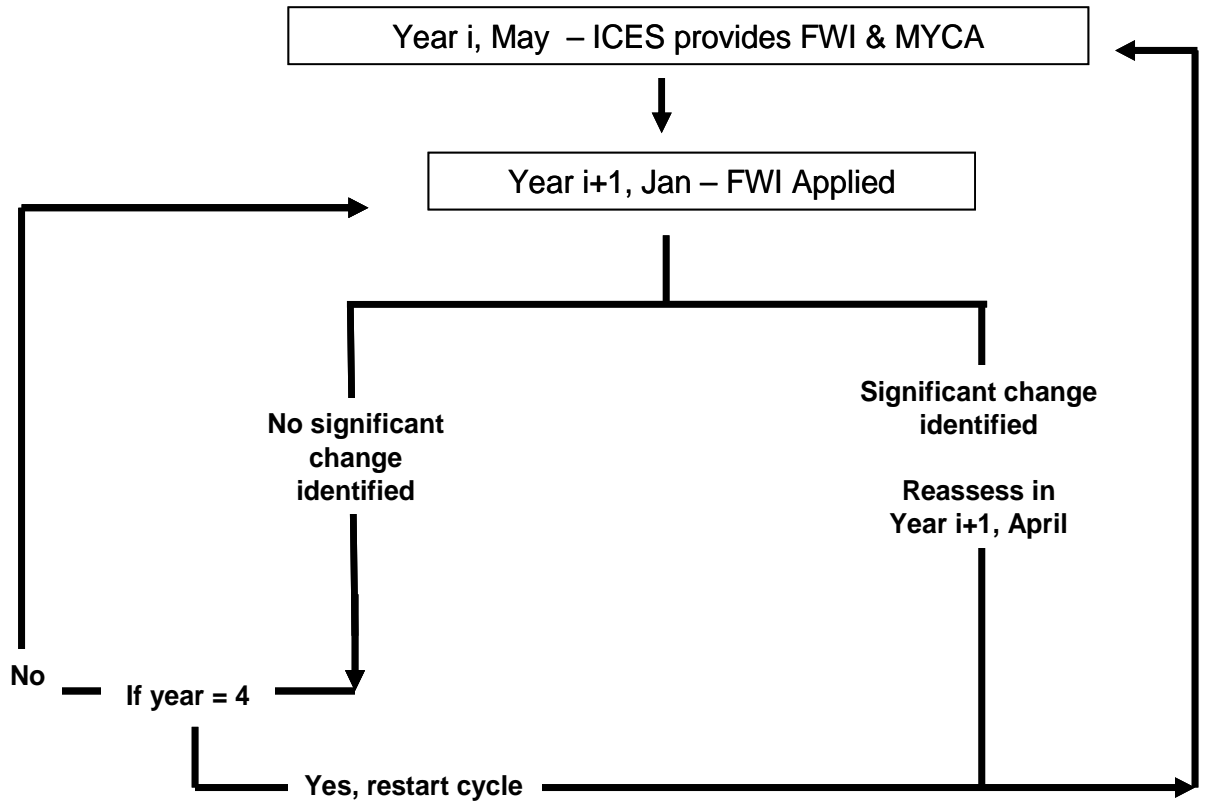 Year i, May – ICES provides FWI & MYCA
Year i+1, Jan – FWI Applied
No significant
change
identified
Significant change
identified
Reassess in
Year i+1, April
No
If year = 4
Yes, restart cycle